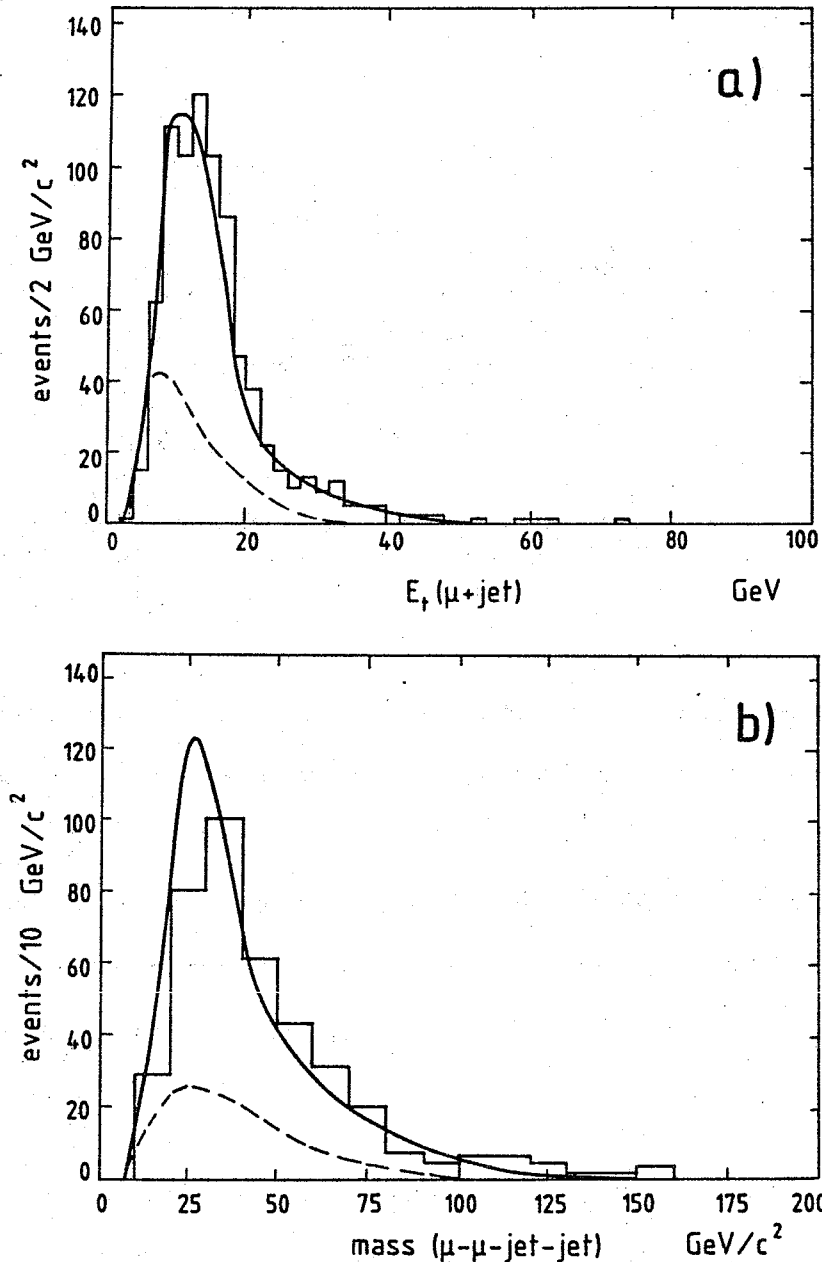 a)
events/2 GeV/c²
140
120
100
80
60
40
20
0
0 20 40 60 80 100
Eₜ (μ+jet) GeV
b)
events/10 GeV/c²
140
120
100
80
60
40
20
0
0 25 50 75 100 125 150 175 200
mass (μ-μ-jet-jet) GeV/c²